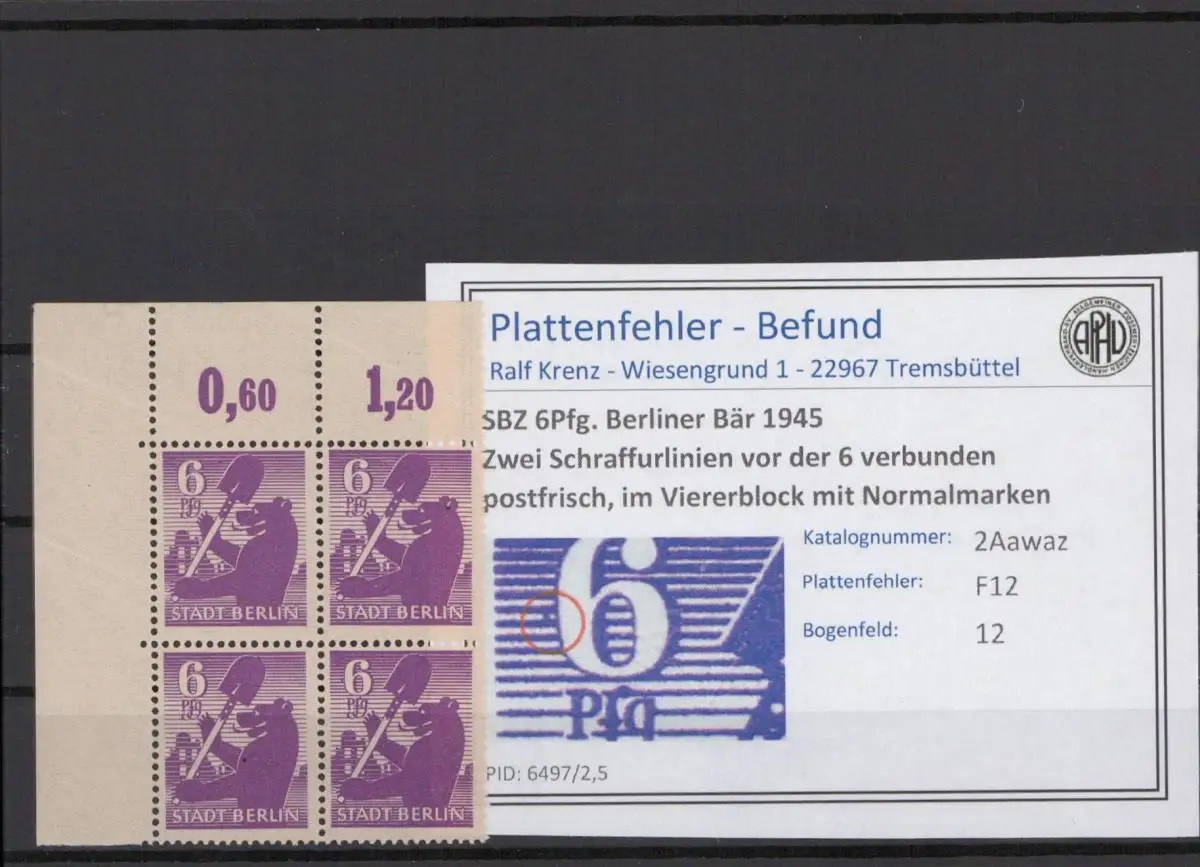 0,60 1,20
6 Pfg STADT BERLIN
6 Pfg STADT BERLIN
6 Pfg STADT BERLIN
6 Pfg STADT BERLIN
Plattenfehler - Befund
Ralf Krenz - Wiesengrund 1 - 22967 Tremsbüttel
APHV
SBZ 6Pfg. Berliner Bär 1945
Zwei Schraffurlinien vor der 6 verbunden
postfrisch, im Viererblock mit Normalmarken
6
Pfg
Katalognummer: 2Aawaz
Plattenfehler: F12
Bogenfeld: 12
PID: 6497/2,5